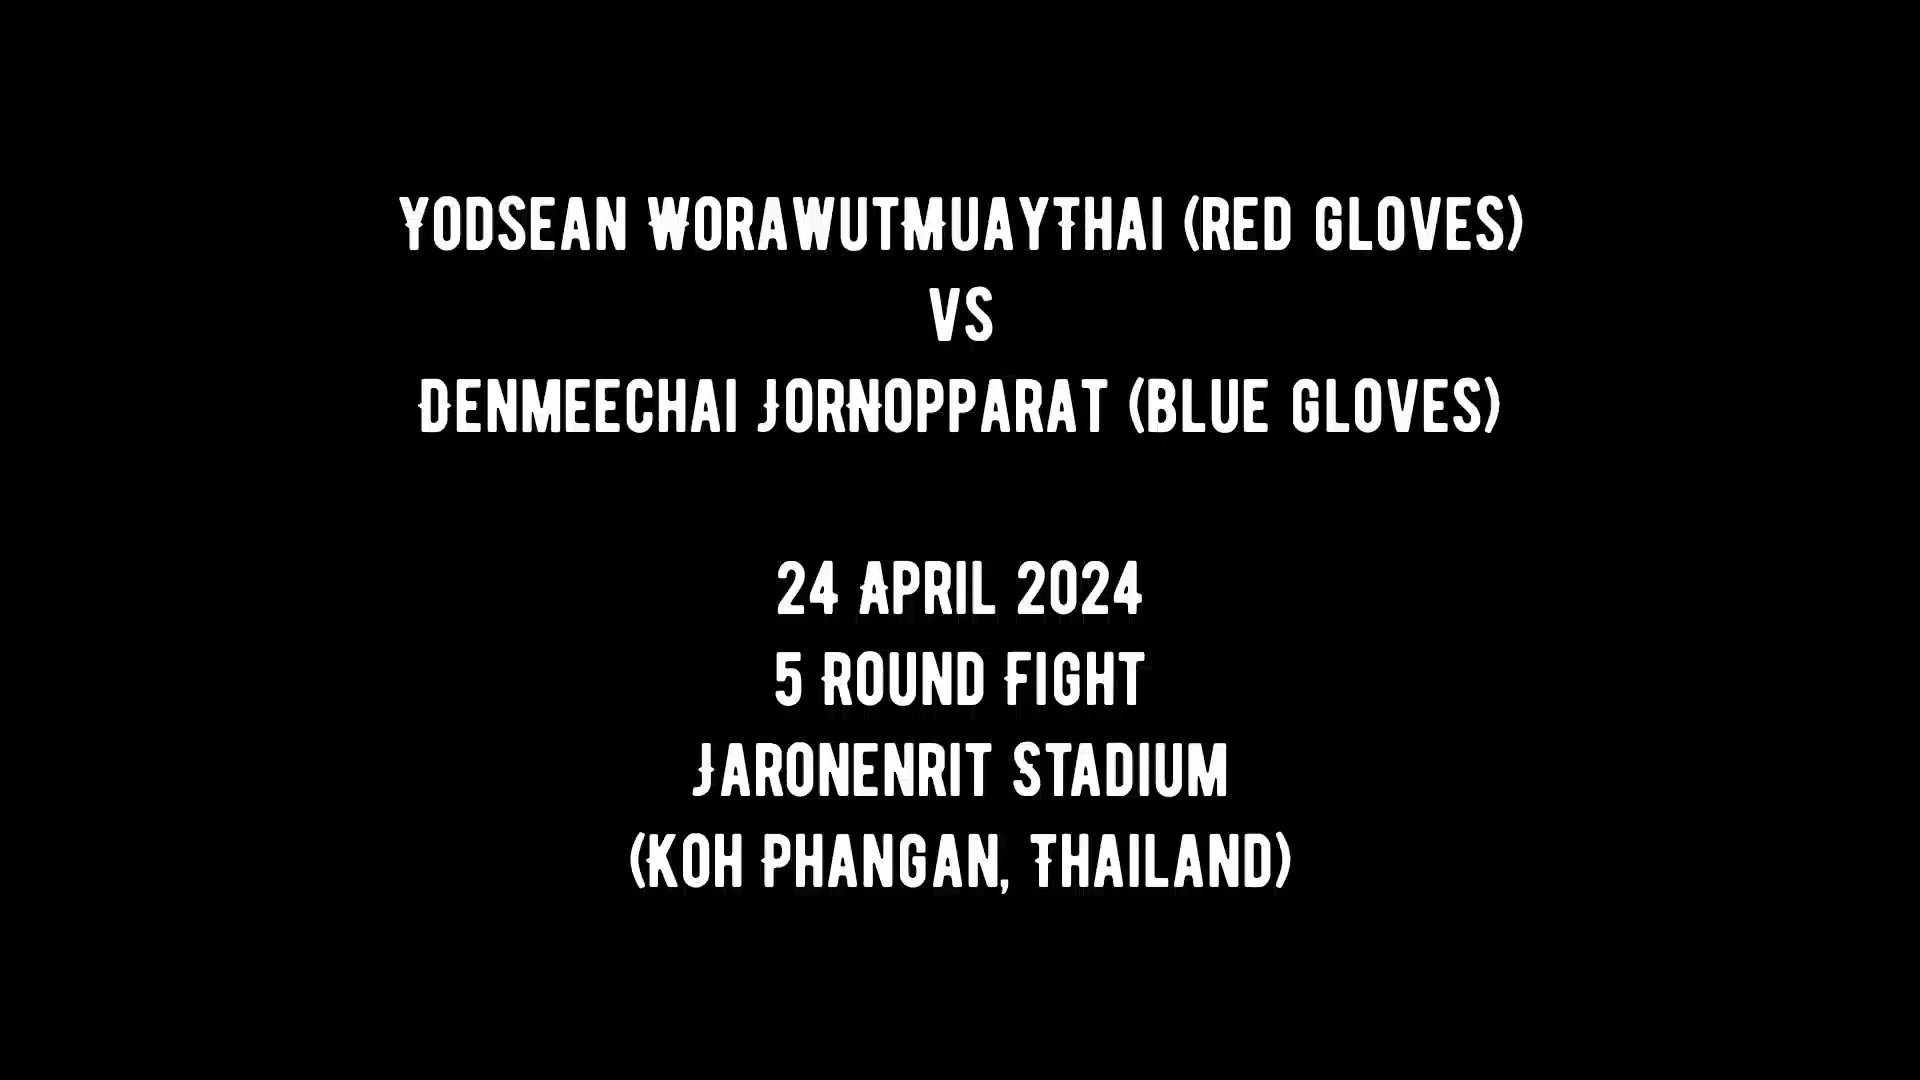 Yodsean WorawutMuayThai (Red Gloves)
vs
Denmeechai JorNopparat (Blue Gloves)
24 April 2024
5 Round Fight
Jaronenrit Stadium
(Koh Phangan, Thailand)